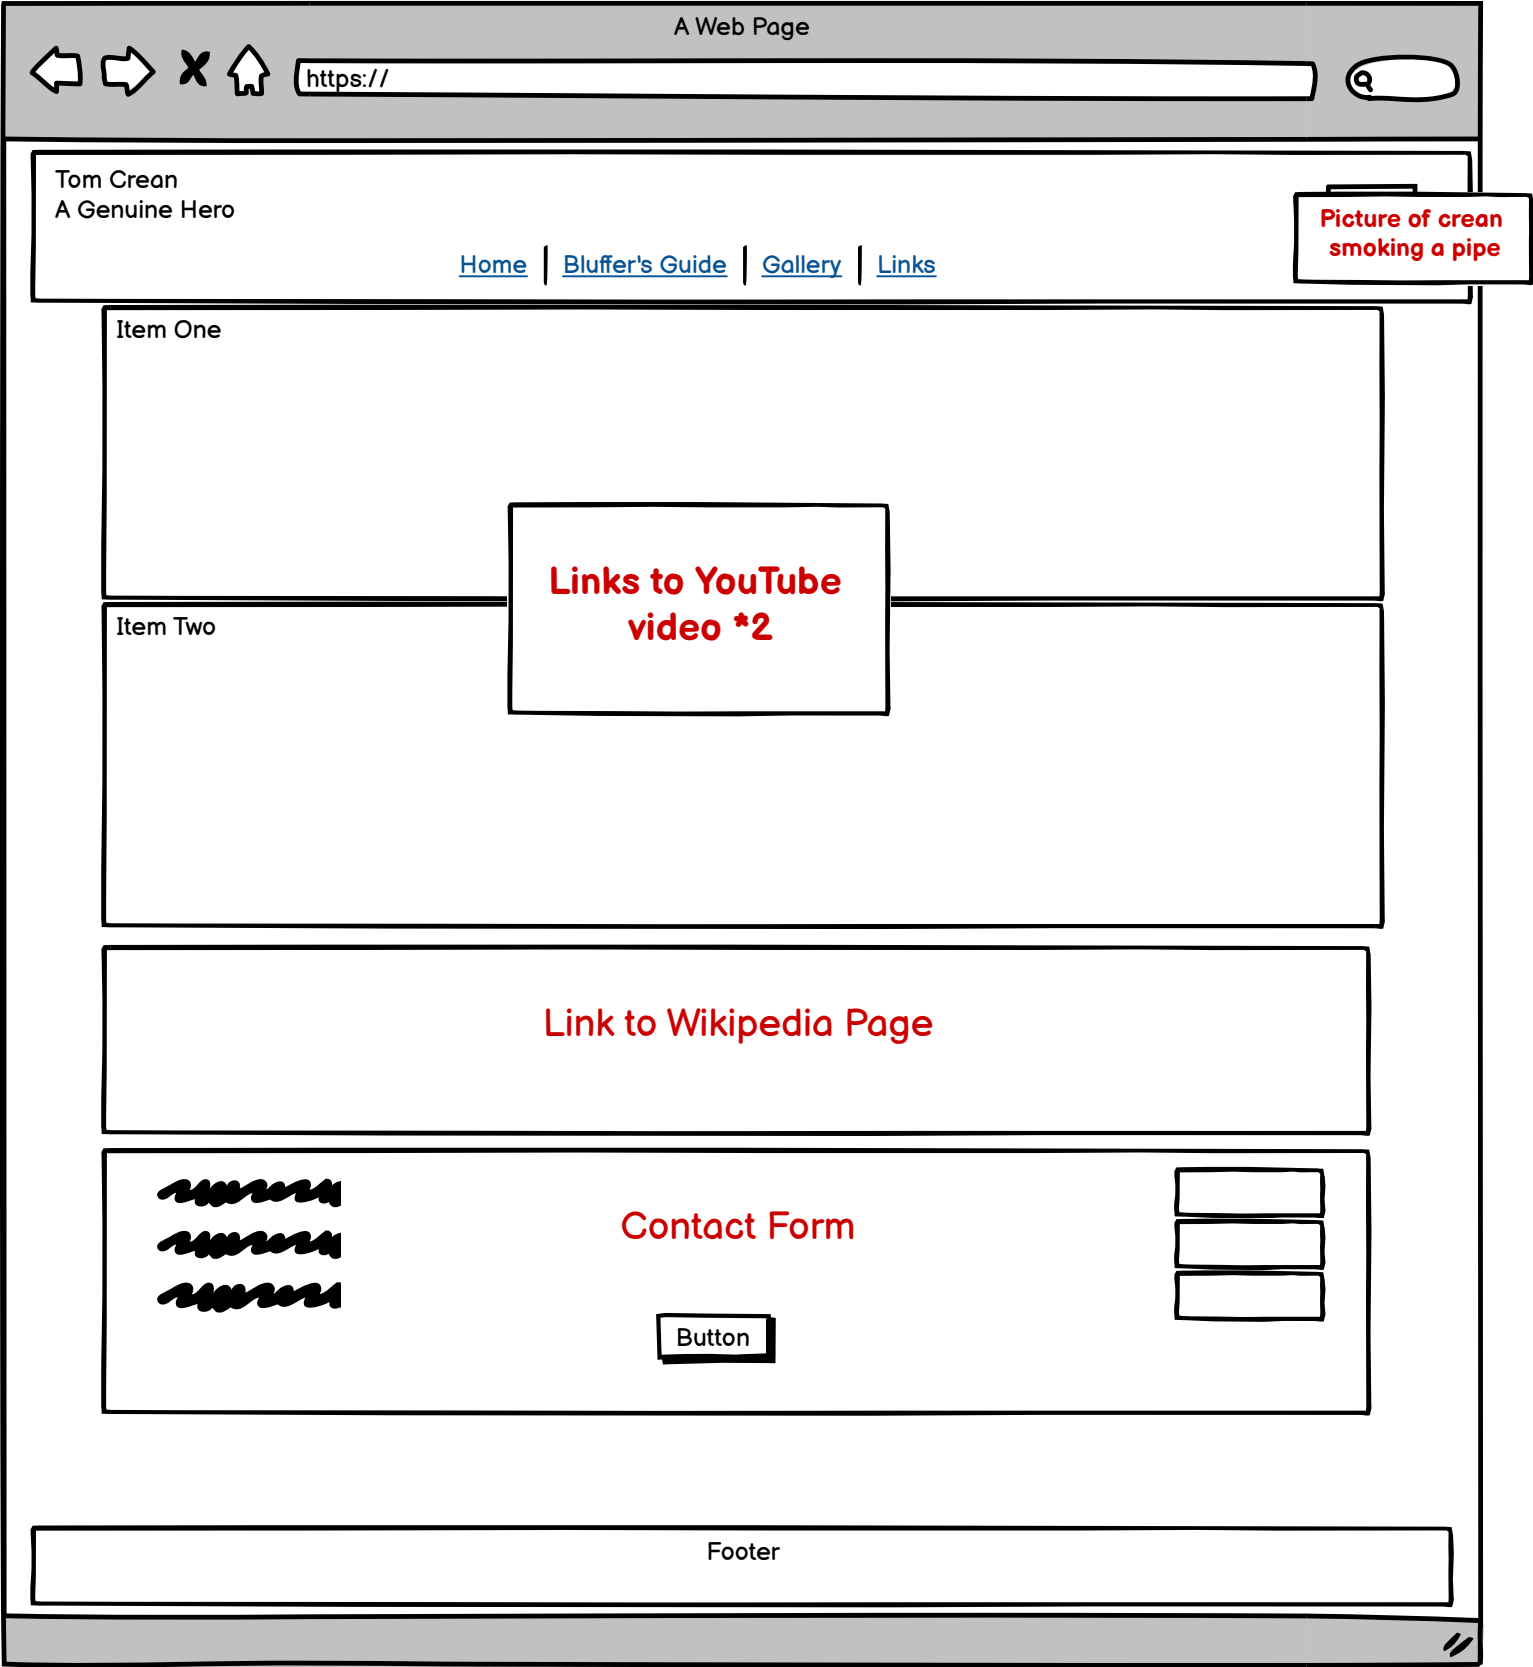 A Web Page
https://
Tom Crean
A Genuine Hero
Picture of crean
smoking a pipe
Home
Bluffer's Guide
Gallery
Links
Item One
Links to YouTube
video *2
Item Two
Link to Wikipedia Page
Contact Form
Button
Footer